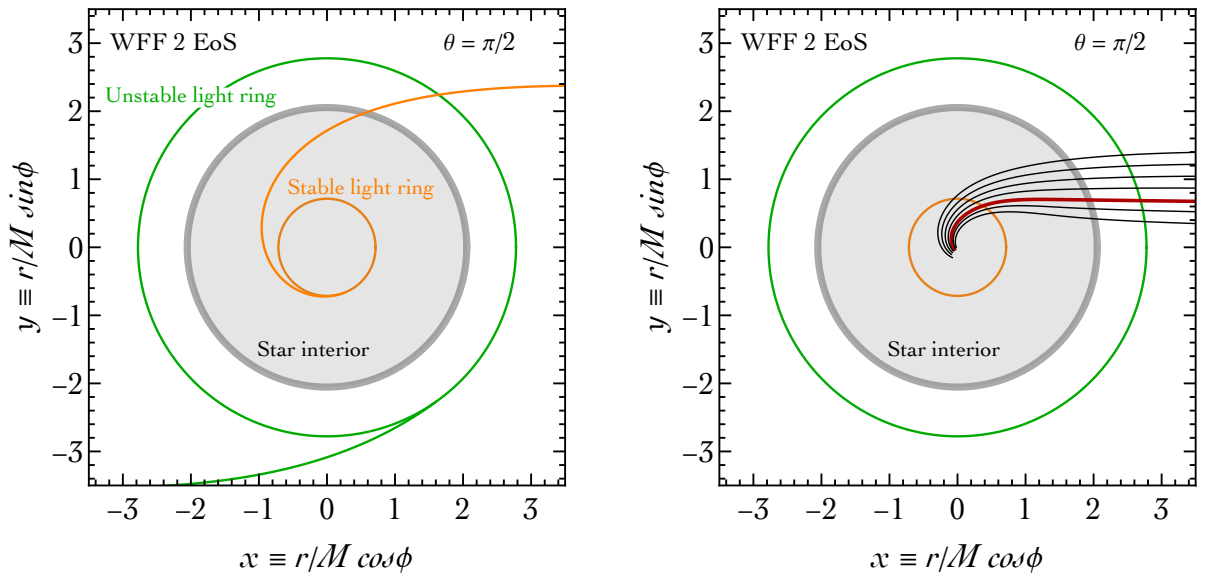 WFF 2 EoS
θ = π/2
Unstable light ring
Stable light ring
Star interior
3
2
1
0
−1
−2
−3
y ≡ r/M sinϕ
−3
−2
−1
0
1
2
3
x ≡ r/M cosϕ
WFF 2 EoS
θ = π/2
Star interior
3
2
1
0
−1
−2
−3
y ≡ r/M sinϕ
−3
−2
−1
0
1
2
3
x ≡ r/M cosϕ